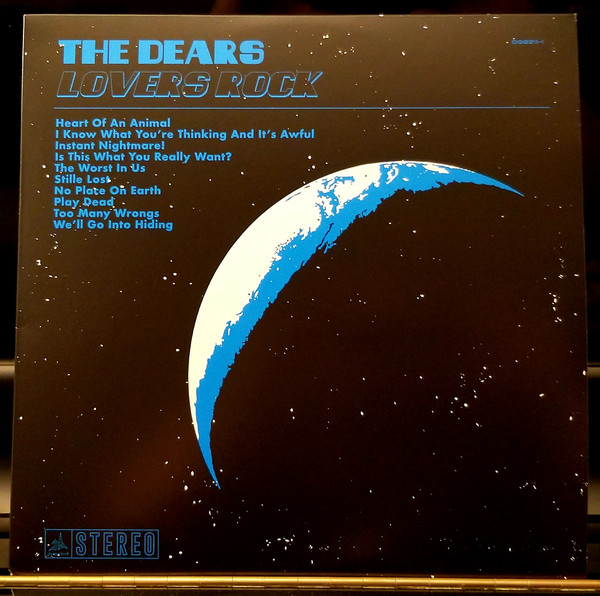 THE DEARS
LOVERS ROCK
Heart Of An Animal
I Know What You're Thinking And It's Awful
Instant Nightmare!
Is This What You Really Want?
The Worst In Us
Stille Lost
No Place On Earth
Play Dead
Too Many Wrongs
We'll Go Into Hiding
STEREO